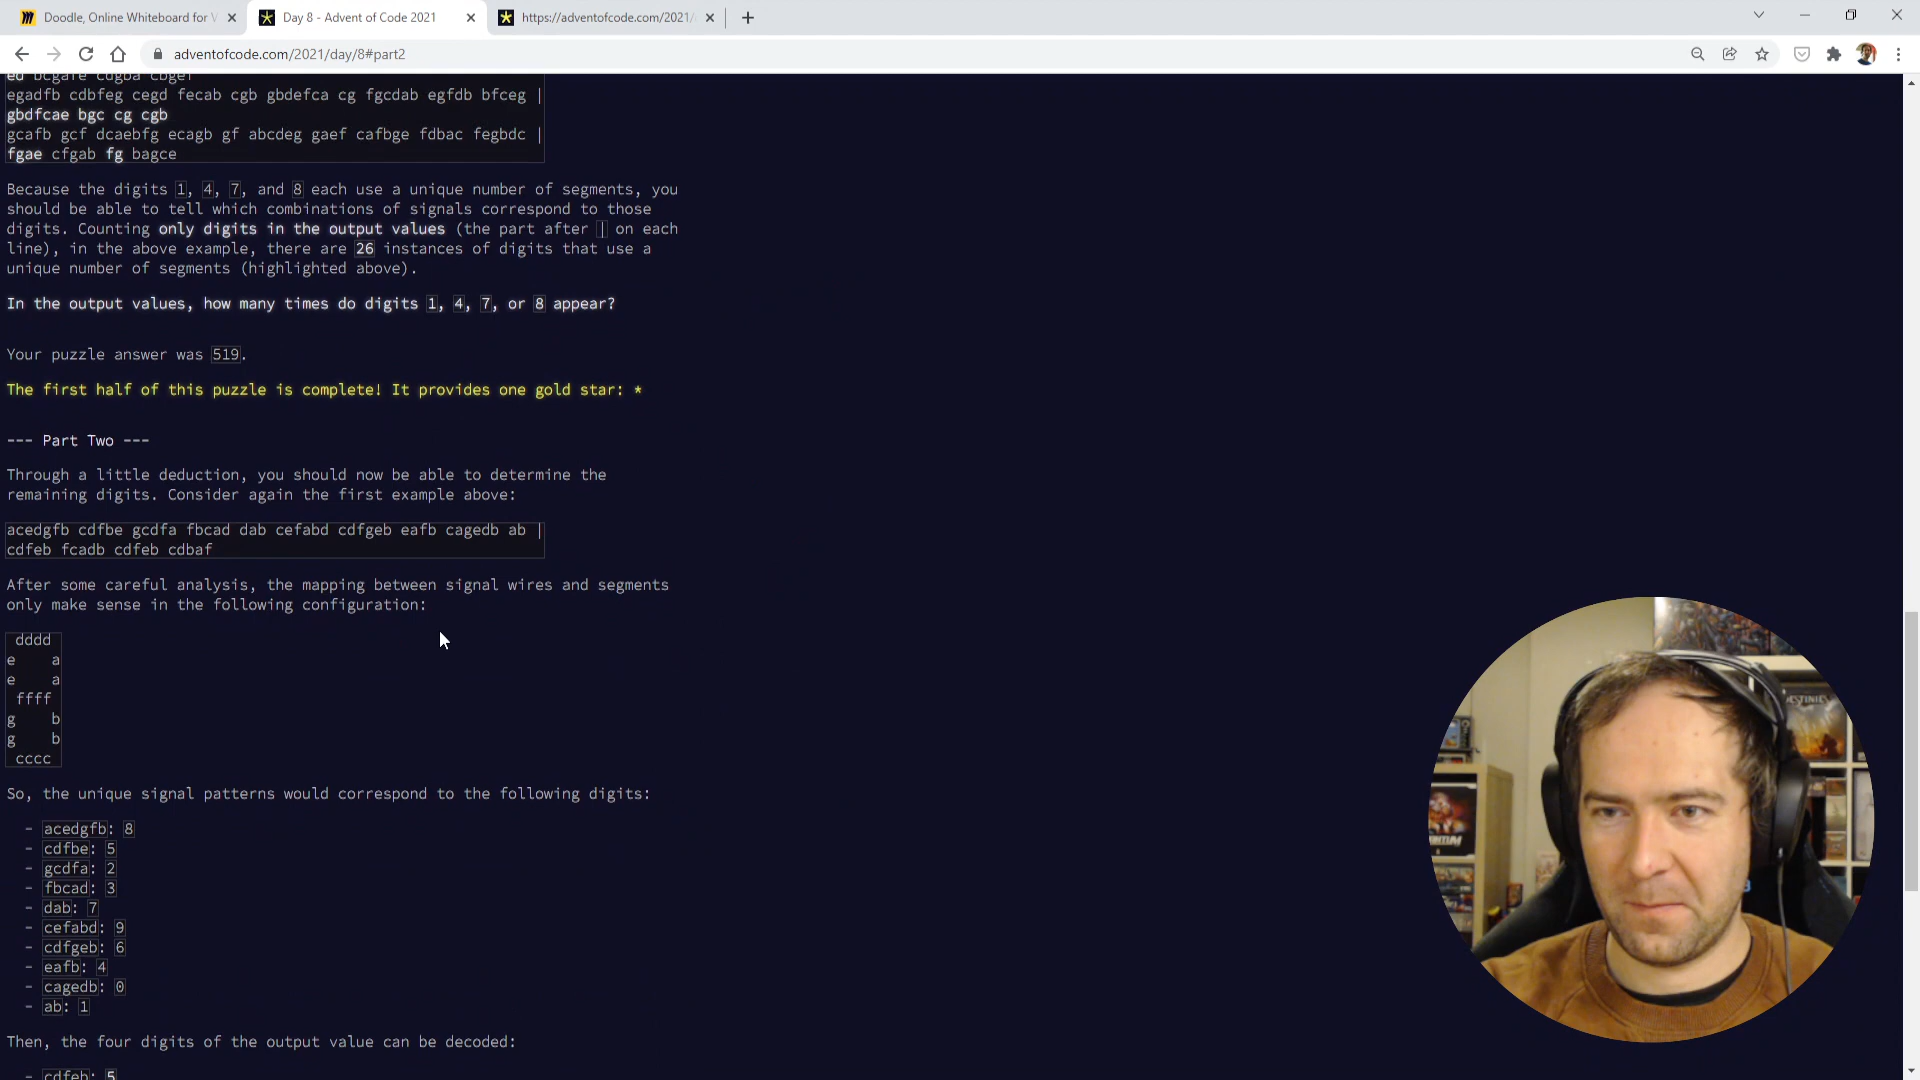 Doodle, Online Whiteboard for
Day 8 - Advent of Code 2021
https://adventofcode.com/2021/
adventofcode.com/2021/day/8#part2
ed bcgafe cdgba cbgef
egadfb cdbfeg cegd fecab cgb gbdefca cg fgcdab egfdb bfceg |
gbdfcae bgc cg cgb
gcafb gcf dcaebfg ecagb gf abcdeg gaef cafbge fdbac fegbdc |
fgae cfgab fg bagce
Because the digits 1, 4, 7, and 8 each use a unique number of segments, you
should be able to tell which combinations of signals correspond to those
digits. Counting only digits in the output values (the part after | on each
line), in the above example, there are 26 instances of digits that use a
unique number of segments (highlighted above).
In the output values, how many times do digits 1, 4, 7, or 8 appear?
Your puzzle answer was 519.
The first half of this puzzle is complete! It provides one gold star: *
--- Part Two ---
Through a little deduction, you should now be able to determine the
remaining digits. Consider again the first example above:
acedgfb cdfbe gcdfa fbcad dab cefabd cdfgeb eafb cagedb ab |
cdfeb fcadb cdfeb cdbaf
After some careful analysis, the mapping between signal wires and segments
only make sense in the following configuration:
dddd
e a
e a
ffff
g b
g b
cccc
So, the unique signal patterns would correspond to the following digits:
- acedgfb: 8
- cdfbe: 5
- gcdfa: 2
- fbcad: 3
- dab: 7
- cefabd: 9
- cdfgeb: 6
- eafb: 4
- cagedb: 0
- ab: 1
Then, the four digits of the output value can be decoded:
- cdfeb: 5
DESTINIES